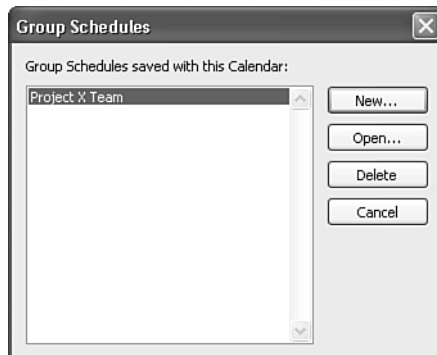 Group Schedules
Group Schedules saved with this Calendar:
Project X Team
New...
Open...
Delete
Cancel